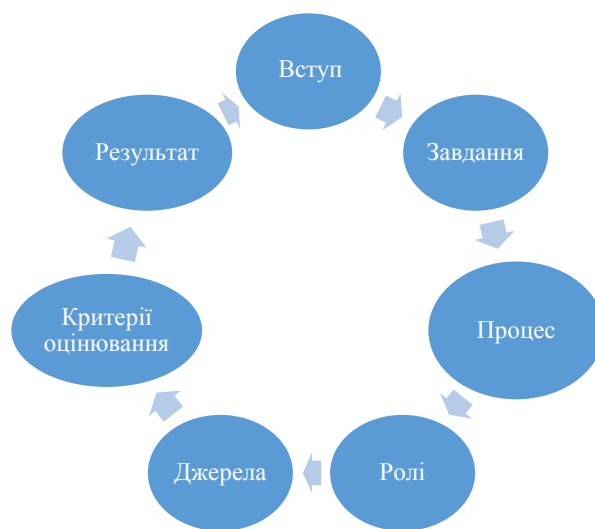 Вступ
Завдання
Процес
Ролі
Джерела
Критерії
оцінювання
Результат